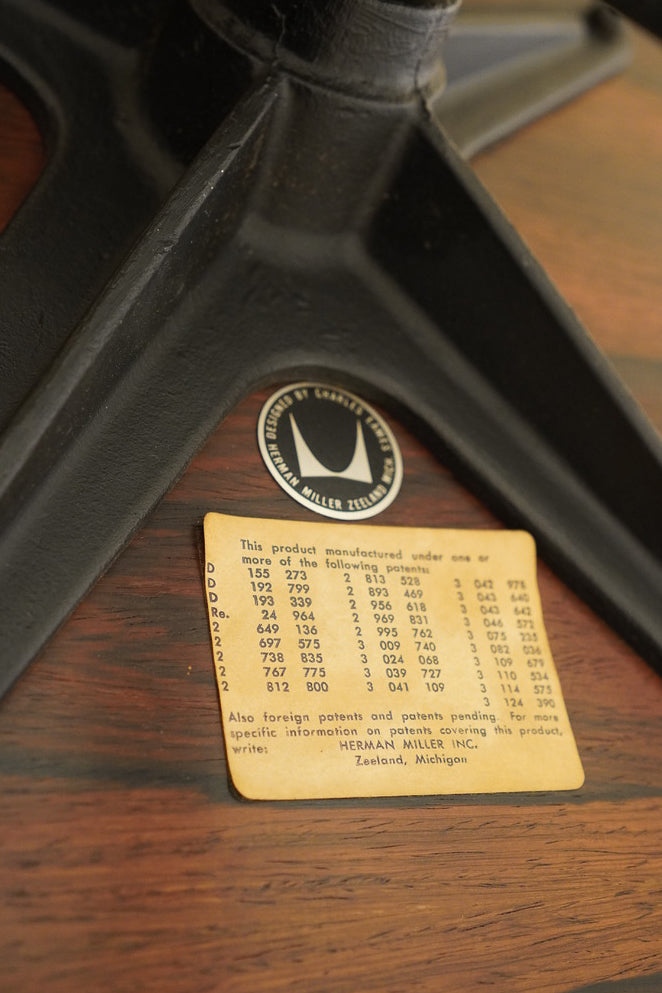 DESIGNED BY CHARLES EAMES
HERMAN MILLER ZEELAND MICH
This product manufactured under one or
more of the following patents:
D 155 273 2 813 528 3 042 978
D 192 799 2 893 469 3 043 640
D 193 339 2 956 618 3 043 642
Re. 24 964 2 969 831 3 046 572
2 649 136 2 995 762 3 075 235
2 697 575 3 009 740 3 082 036
2 738 835 3 024 068 3 109 679
2 767 775 3 039 727 3 110 534
2 812 800 3 041 109 3 114 575
3 124 390
Also foreign patents and patents pending. For more
specific information on patents covering this product,
write: HERMAN MILLER INC.
Zeeland, Michigan